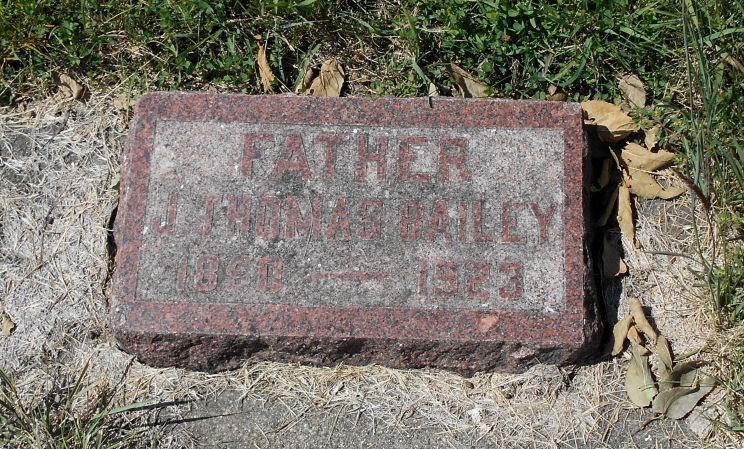 FATHER
J. THOMAS BAILEY
1923